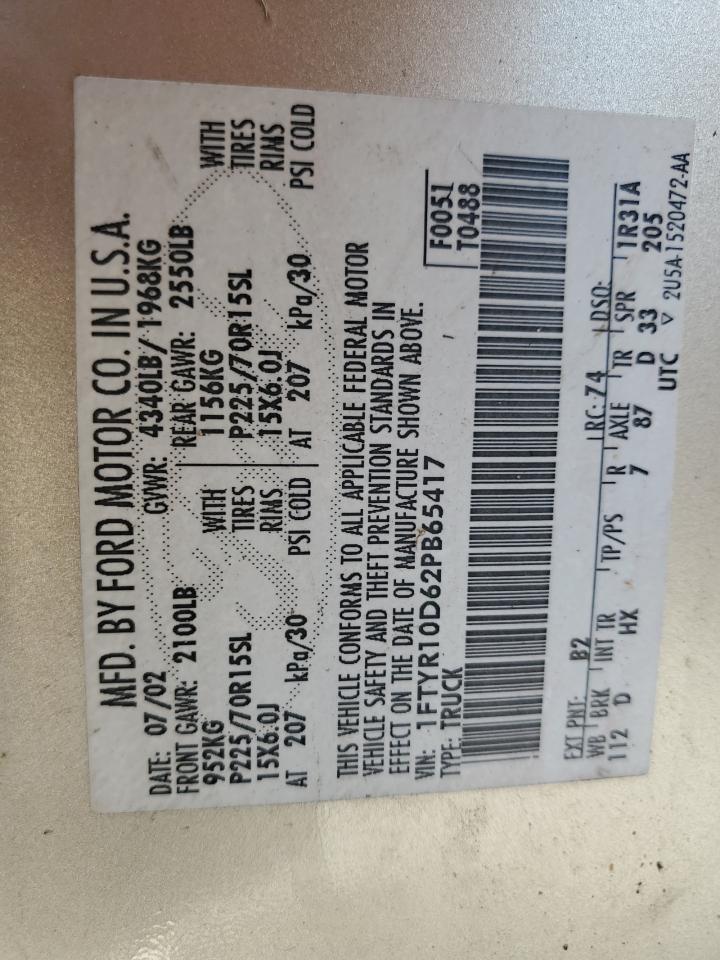 MFD. BY FORD MOTOR CO. IN U.S.A.
DATE: 07/02 GVWR: 4340LB/ 1968KG
FRONT GAWR: 2100LB REAR GAWR: 2550LB
952KG WITH 1156KG WITH
P225/70R15SL TIRES P225/70R15SL TIRES
15X6.0J RIMS 15X6.0J RIMS
AT 207 kPa/30 PSI COLD AT 207 kPa/30 PSI COLD
THIS VEHICLE CONFORMS TO ALL APPLICABLE FEDERAL MOTOR
VEHICLE SAFETY AND THEFT PREVENTION STANDARDS IN
EFFECT ON THE DATE OF MANUFACTURE SHOWN ABOVE.
VIN: 1FTYR10D62PB65417 F0051
TYPE: TRUCK T0488
EXT PNT: B2 RC: 74 DSO:
WB BRK INT TR TP/PS R AXLE TR SPR 1R31A
112 D HX 7 87 D 33 205
UTC ▽ 2U5A-1520472-AA